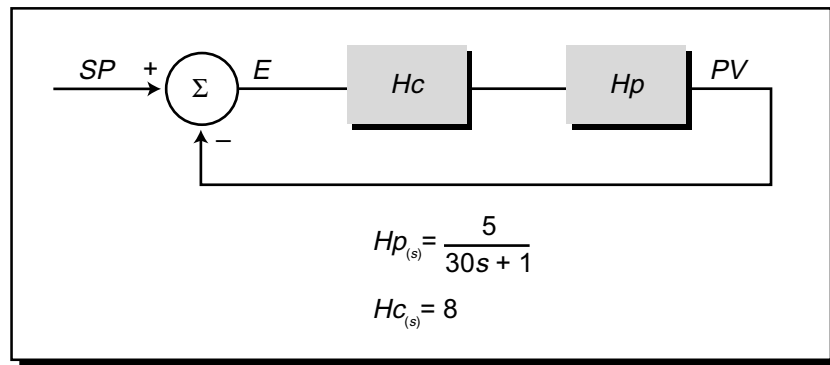 SP + Σ E Hc Hp PV
−
Hp(s) = 5 / 30s + 1
Hc(s) = 8